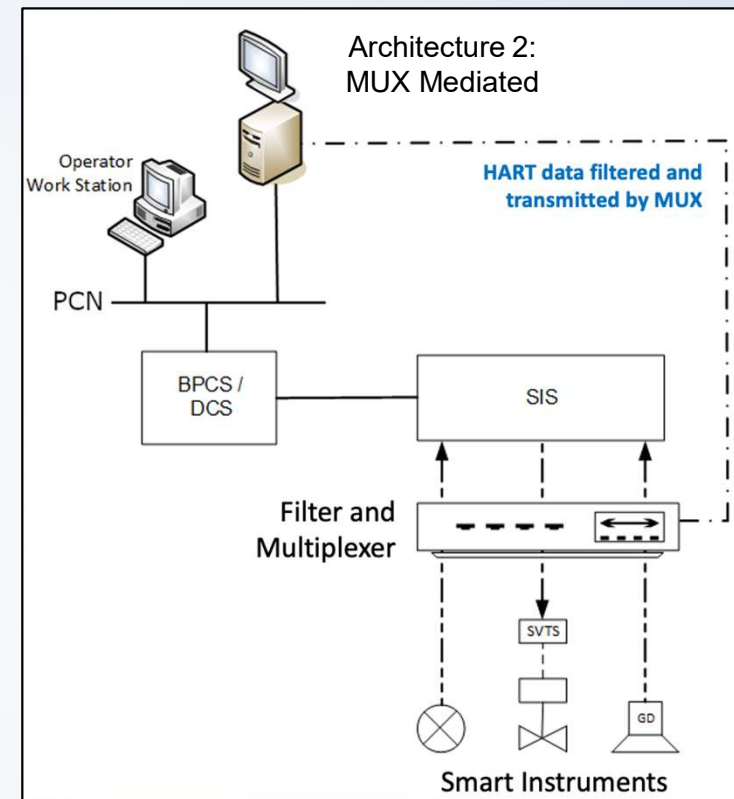 Architecture 2:
MUX Mediated
Operator
Work Station
HART data filtered and
transmitted by MUX
PCN
BPCS /
DCS
SIS
Filter and
Multiplexer
SVTS
GD
Smart Instruments